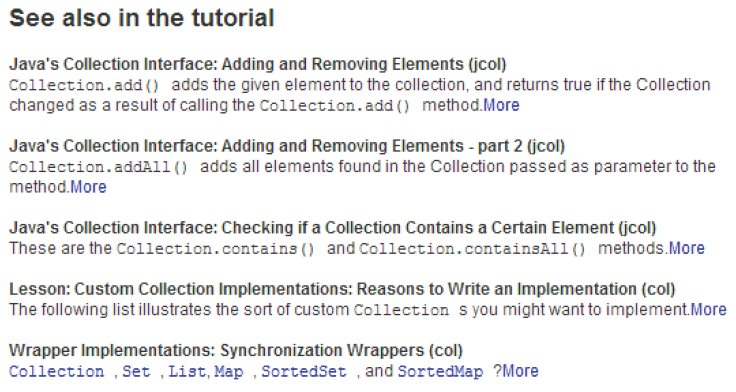 See also in the tutorial
Java's Collection Interface: Adding and Removing Elements (jcol)
Collection.add() adds the given element to the collection, and returns true if the Collection
changed as a result of calling the Collection.add() method.More
Java's Collection Interface: Adding and Removing Elements - part 2 (jcol)
Collection.addAll() adds all elements found in the Collection passed as parameter to the
method.More
Java's Collection Interface: Checking if a Collection Contains a Certain Element (jcol)
These are the Collection.contains() and Collection.containsAll() methods.More
Lesson: Custom Collection Implementations: Reasons to Write an Implementation (col)
The following list illustrates the sort of custom Collection s you might want to implement.More
Wrapper Implementations: Synchronization Wrappers (col)
Collection , Set , List, Map , SortedSet , and SortedMap ?More